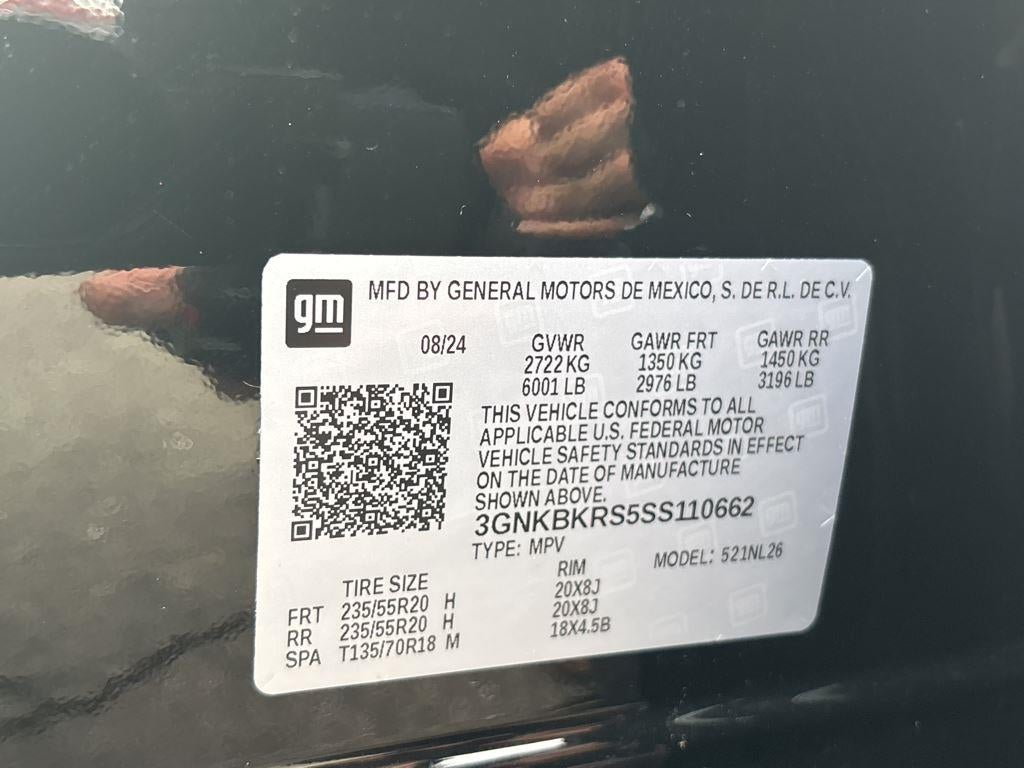 gm
MFD BY GENERAL MOTORS DE MEXICO, S. DE R.L. DE C.V.
08/24 GVWR GAWR FRT GAWR RR
2722 KG 1350 KG 1450 KG
6001 LB 2976 LB 3196 LB
THIS VEHICLE CONFORMS TO ALL
APPLICABLE U.S. FEDERAL MOTOR
VEHICLE SAFETY STANDARDS IN EFFECT
ON THE DATE OF MANUFACTURE
SHOWN ABOVE.
3GNKBKRS5SS110662
TYPE: MPV MODEL: 521NL26
TIRE SIZE RIM
FRT 235/55R20 H 20X8J
RR 235/55R20 H 20X8J
SPA T135/70R18 M 18X4.5B